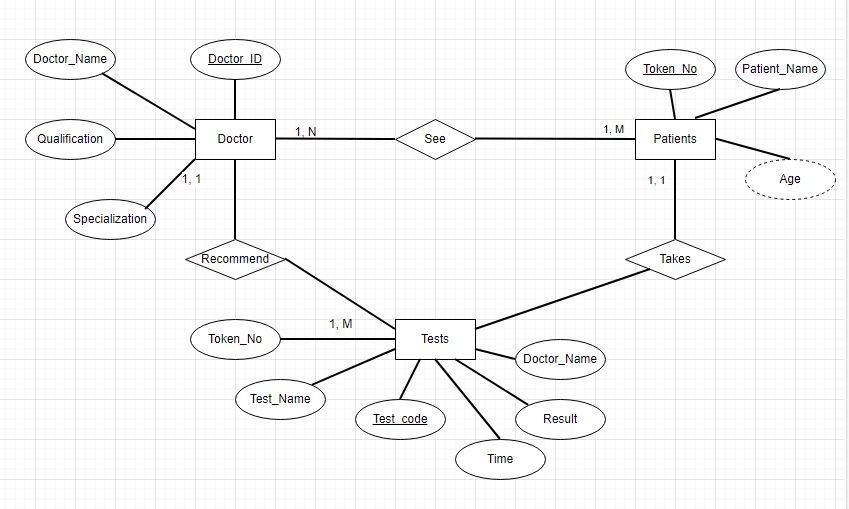 Doctor_Name
Doctor_ID
Token_No
Patient_Name
Qualification
Doctor
1, N
See
1, M
Patients
1, 1
1, 1
Age
Specialization
Recommend
Takes
1, M
Token_No
Tests
Doctor_Name
Test_Name
Test_code
Result
Time